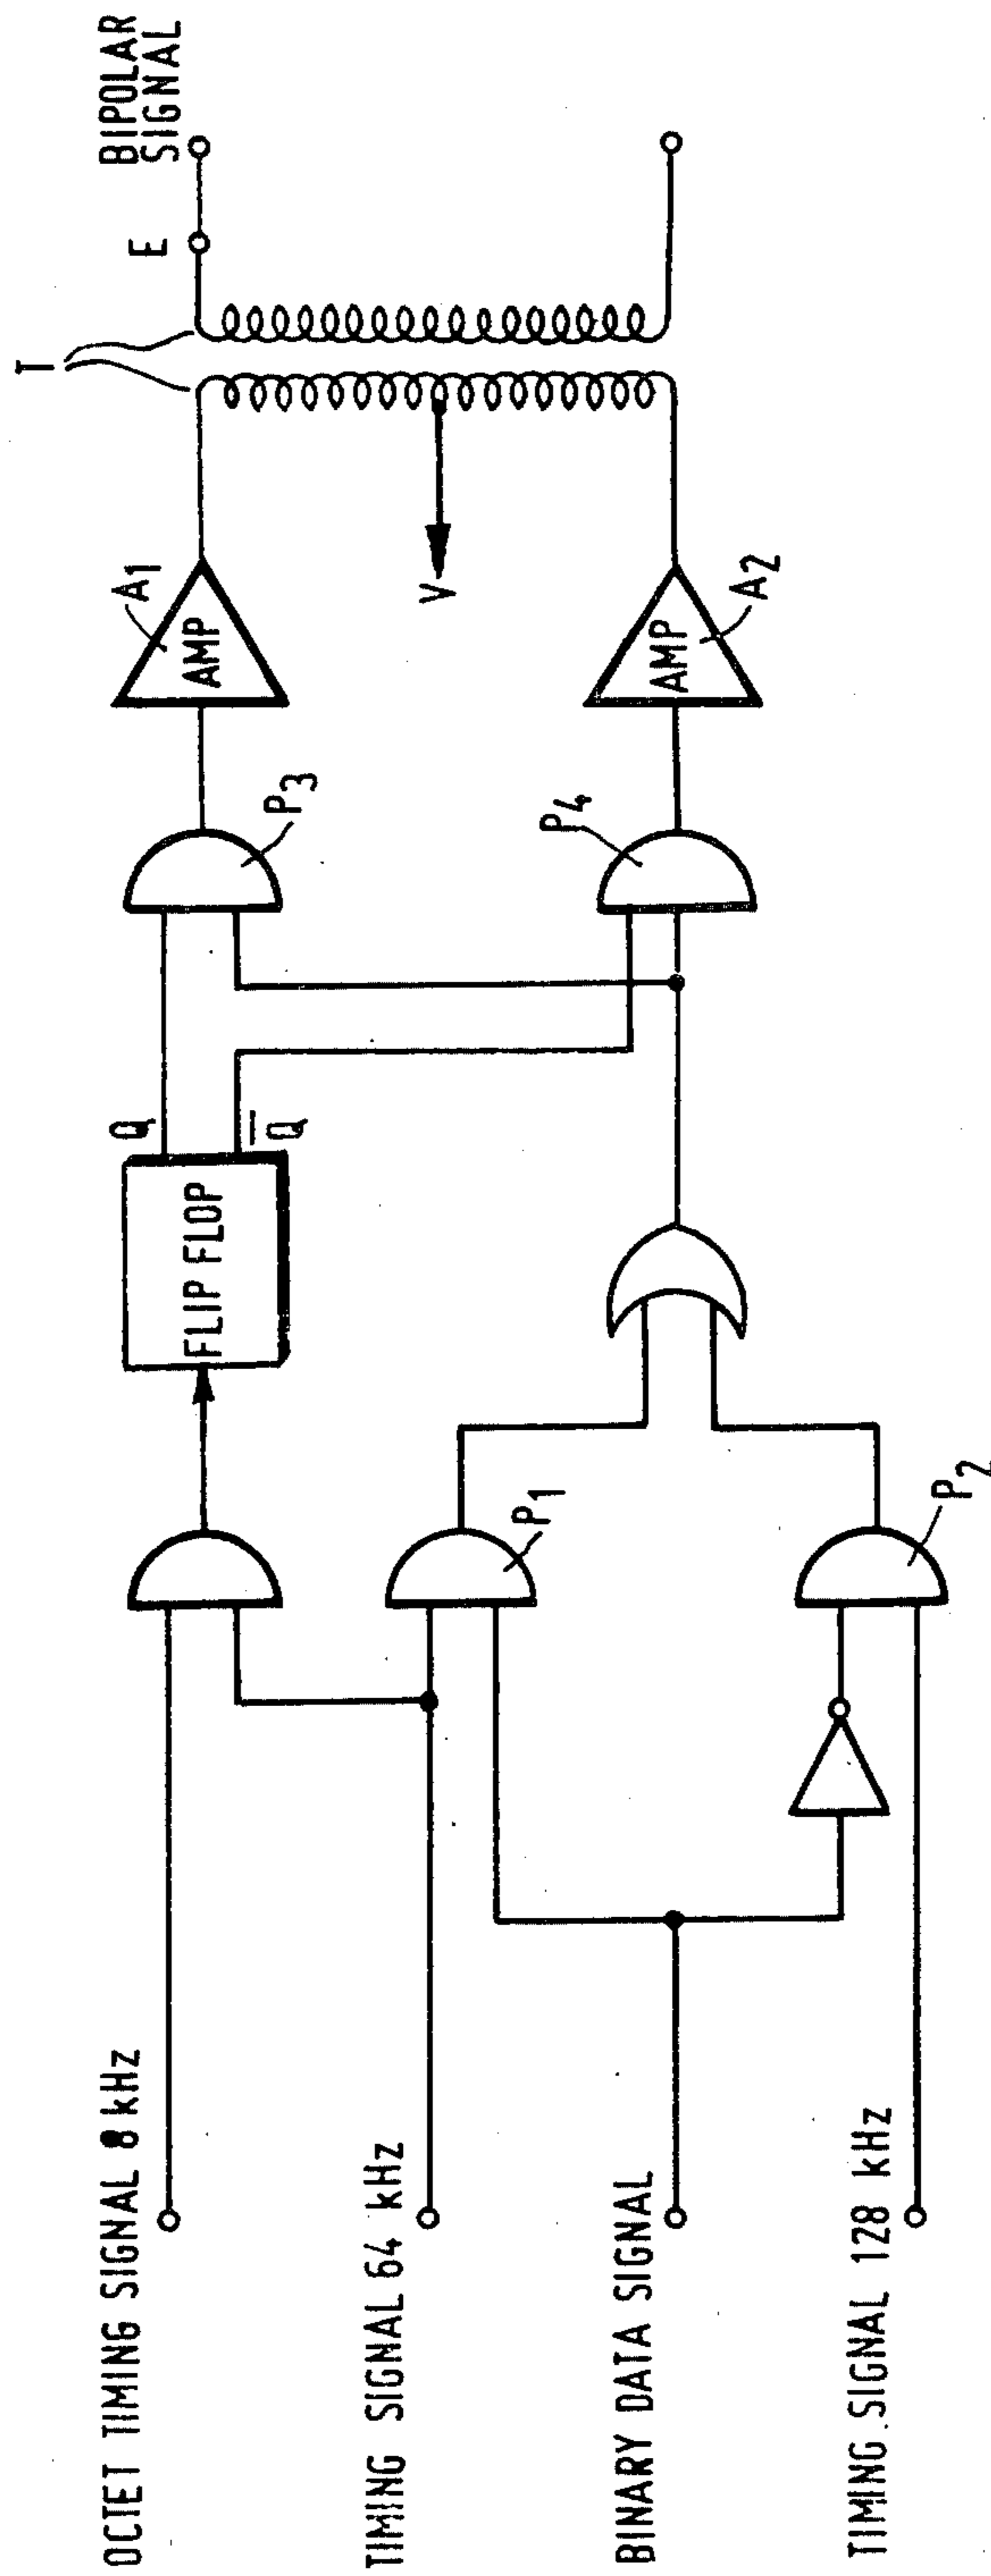 OCTET TIMING SIGNAL 8 kHz
TIMING SIGNAL 64 kHz
BINARY DATA SIGNAL
TIMING SIGNAL 128 kHz
P1
P2
FLIP FLOP
Q
Q̅
P3
P4
AMP
A1
AMP
A2
V
T
E
BIPOLAR
SIGNAL